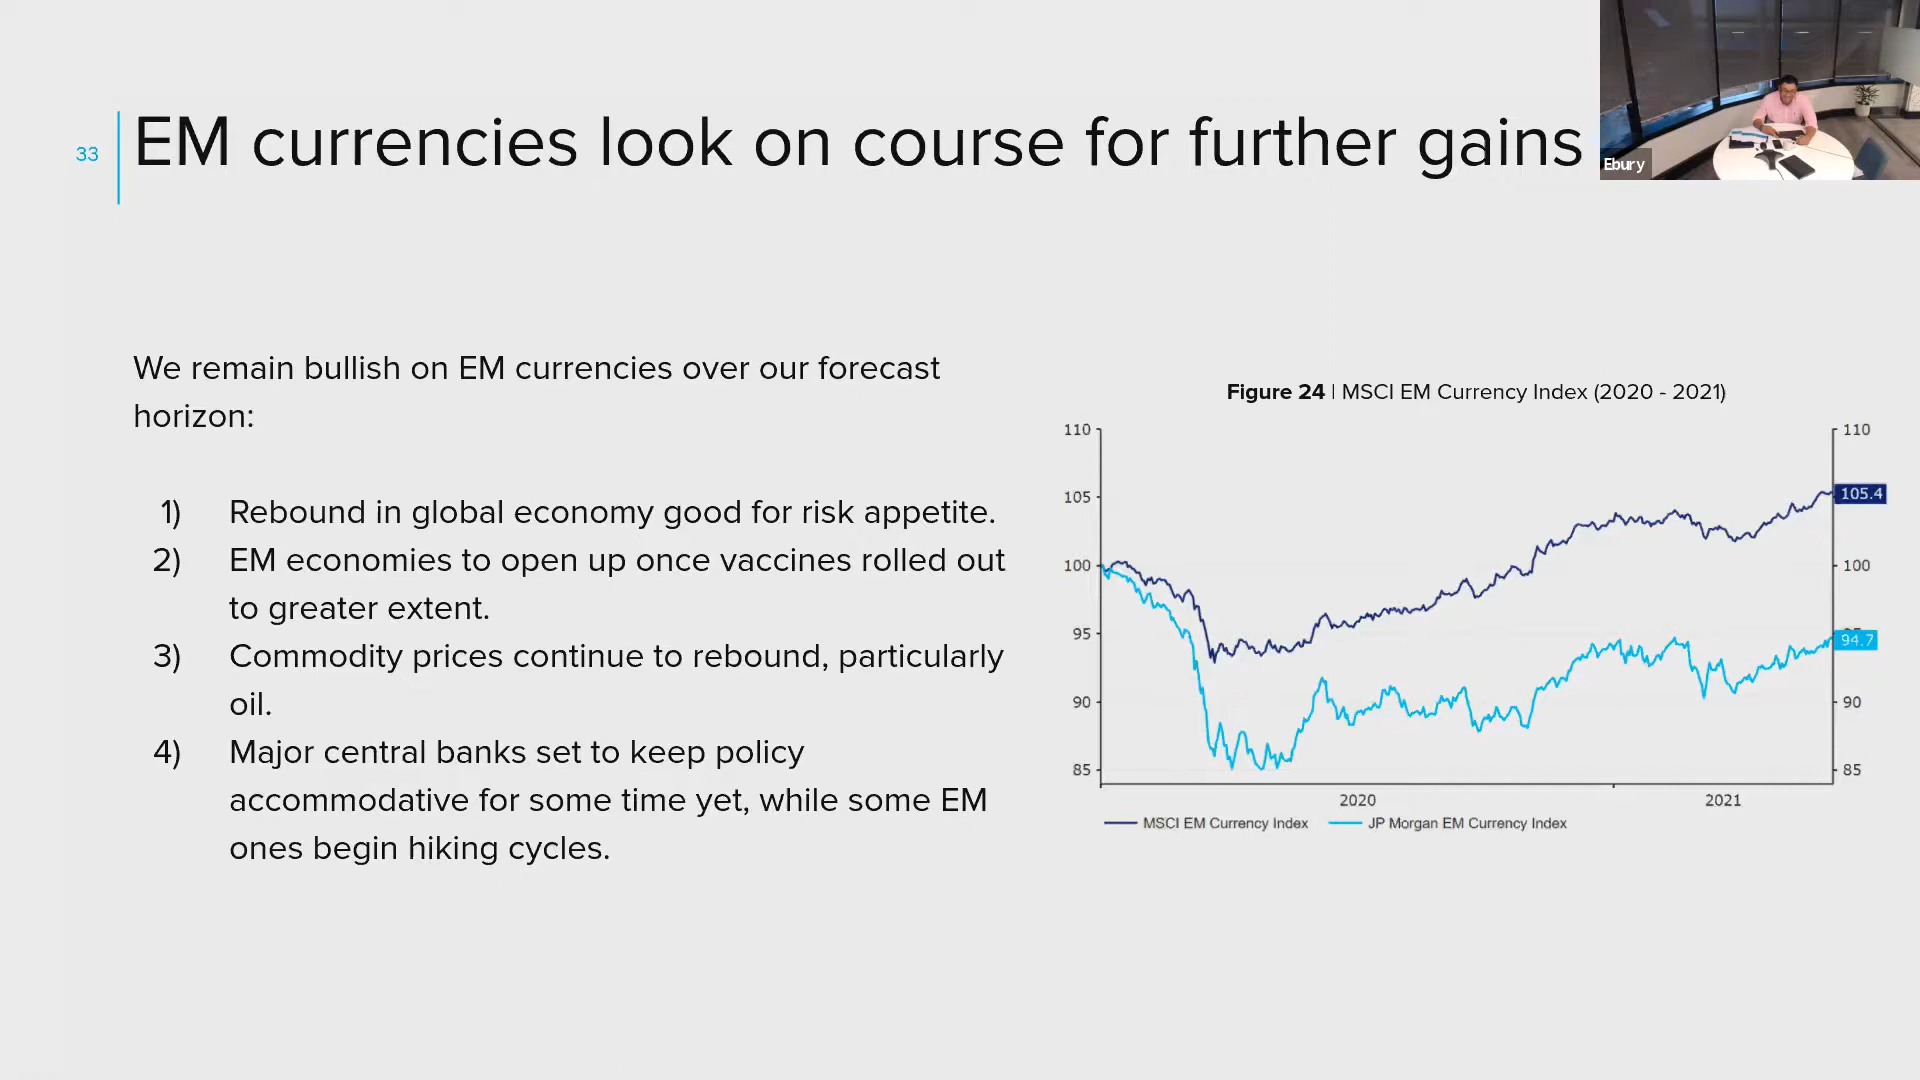 33
EM currencies look on course for further gains
Ebury
We remain bullish on EM currencies over our forecast
horizon:
1) Rebound in global economy good for risk appetite.
2) EM economies to open up once vaccines rolled out
to greater extent.
3) Commodity prices continue to rebound, particularly
oil.
4) Major central banks set to keep policy
accommodative for some time yet, while some EM
ones begin hiking cycles.
Figure 24 | MSCI EM Currency Index (2020 - 2021)
110 110
105 105.4
100 100
95 94.7
90 90
85 85
2020 2021
MSCI EM Currency Index JP Morgan EM Currency Index